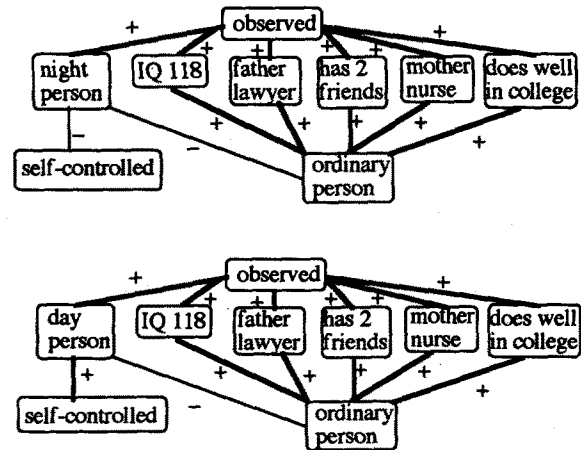 observed
+ + + + + +
night person
IQ 118
father lawyer
has 2 friends
mother nurse
does well in college
− − + + + + +
self-controlled
ordinary person
observed
+ + + + + +
day person
IQ 118
father lawyer
has 2 friends
mother nurse
does well in college
+ − + + + + +
self-controlled
ordinary person